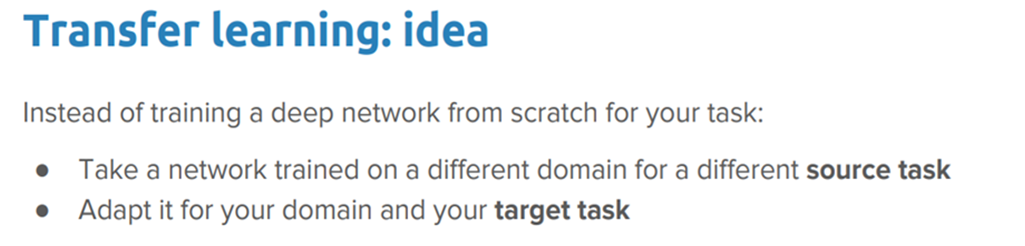 Transfer learning: idea
Instead of training a deep network from scratch for your task:
● Take a network trained on a different domain for a different source task
● Adapt it for your domain and your target task